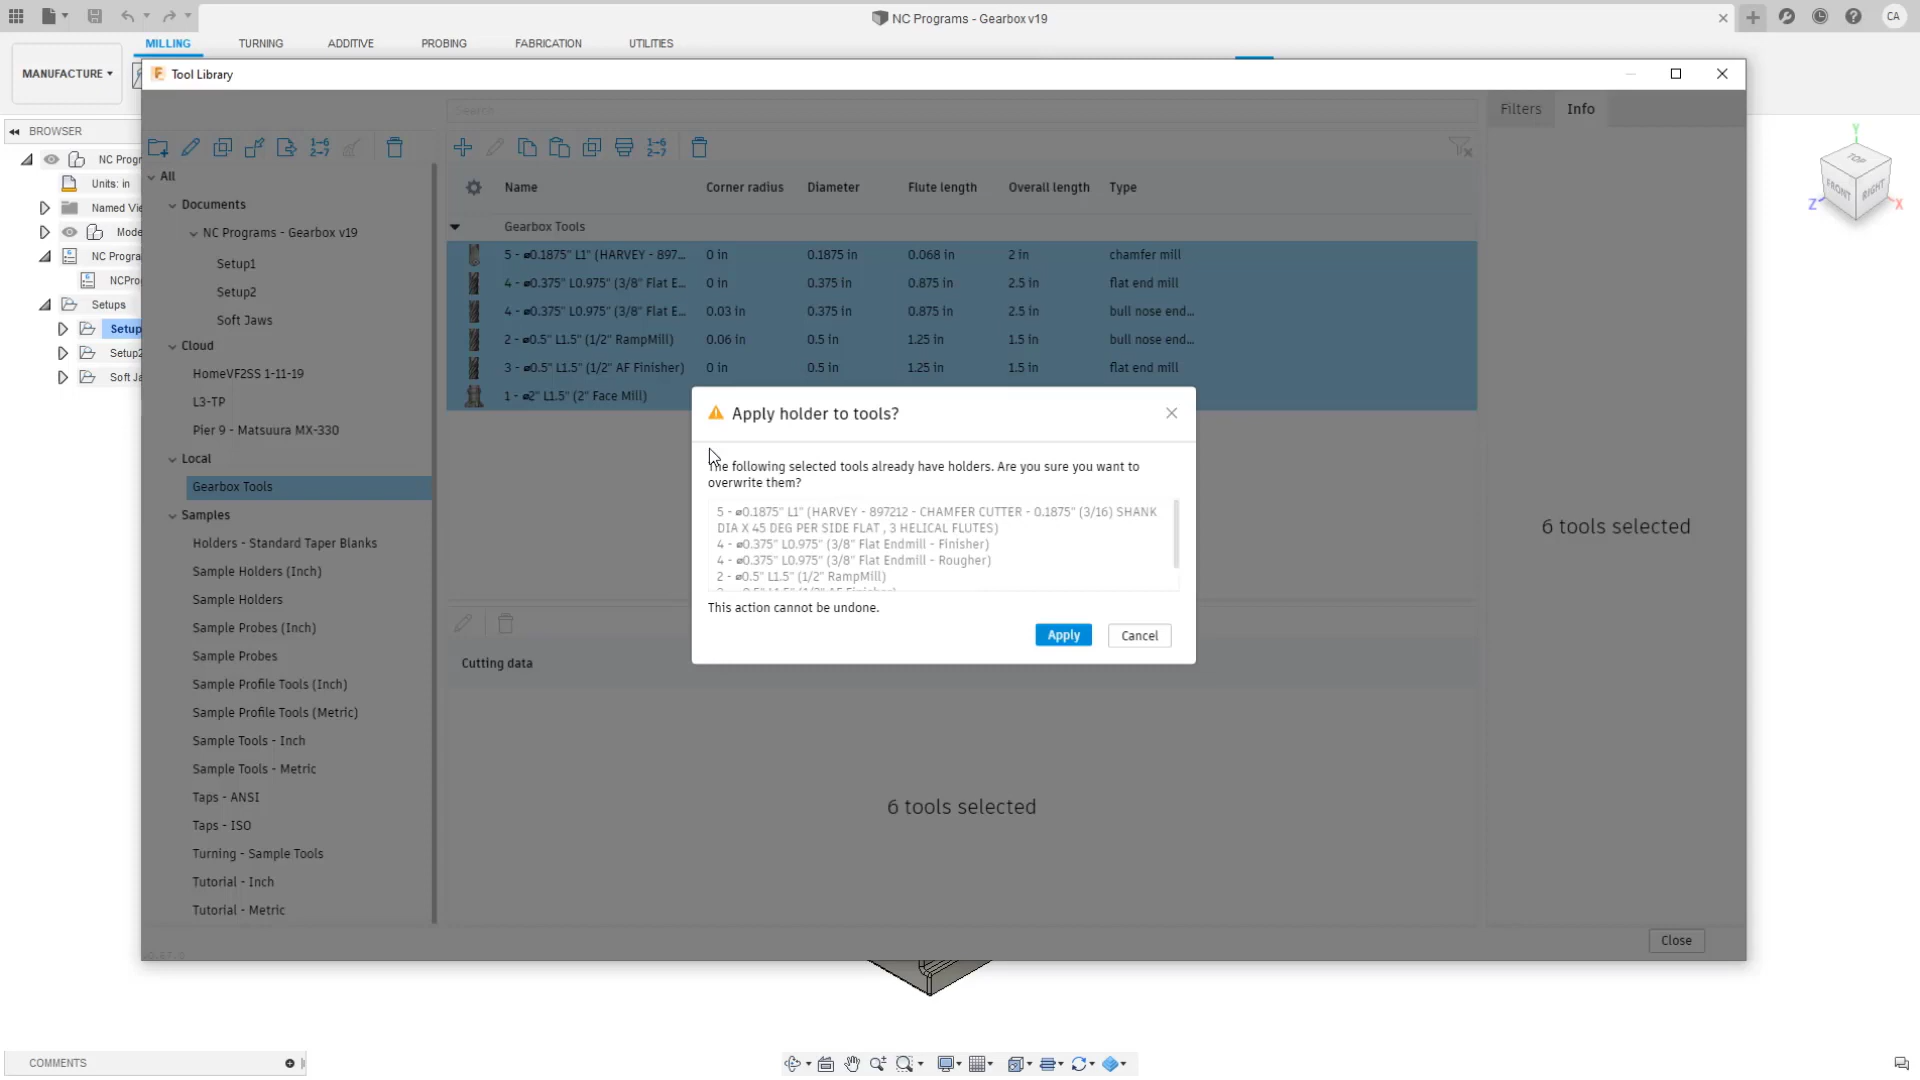 NC Programs - Gearbox v19
CA
MILLING
TURNING
ADDITIVE
PROBING
FABRICATION
UTILITIES
MANUFACTURE
Tool Library
BROWSER
NC Progr
Units: in
Named Vie
Mode
NC Progra
NCPro
Setups
Setup
Setup2
Soft Ja
All
Documents
NC Programs - Gearbox v19
Setup1
Setup2
Soft Jaws
Cloud
HomeVF2SS 1-11-19
L3-TP
Pier 9 - Matsuura MX-330
Local
Gearbox Tools
Samples
Holders - Standard Taper Blanks
Sample Holders (Inch)
Sample Holders
Sample Probes (Inch)
Sample Probes
Sample Profile Tools (Inch)
Sample Profile Tools (Metric)
Sample Tools - Inch
Sample Tools - Metric
Taps - ANSI
Taps - ISO
Turning - Sample Tools
Tutorial - Inch
Tutorial - Metric
Search
Name Corner radius Diameter Flute length Overall length Type
Gearbox Tools
5 - ⌀0.1875" L1" (HARVEY - 897... 0 in 0.1875 in 0.068 in 2 in chamfer mill
4 - ⌀0.375" L0.975" (3/8" Flat E... 0 in 0.375 in 0.875 in 2.5 in flat end mill
4 - ⌀0.375" L0.975" (3/8" Flat E... 0.03 in 0.375 in 0.875 in 2.5 in bull nose end...
2 - ⌀0.5" L1.5" (1/2" RampMill) 0.06 in 0.5 in 1.25 in 1.5 in bull nose end...
3 - ⌀0.5" L1.5" (1/2" AF Finisher) 0 in 0.5 in 1.25 in 1.5 in flat end mill
1 - ⌀2" L1.5" (2" Face Mill)
Apply holder to tools?
The following selected tools already have holders. Are you sure you want to
overwrite them?
5 - ⌀0.1875" L1" (HARVEY - 897212 - CHAMFER CUTTER - 0.1875" (3/16) SHANK
DIA X 45 DEG PER SIDE FLAT , 3 HELICAL FLUTES)
4 - ⌀0.375" L0.975" (3/8" Flat Endmill - Finisher)
4 - ⌀0.375" L0.975" (3/8" Flat Endmill - Rougher)
2 - ⌀0.5" L1.5" (1/2" RampMill)
This action cannot be undone.
Apply
Cancel
Cutting data
6 tools selected
Filters
Info
6 tools selected
Close
TOP
FRONT
RIGHT
Y
Z
X
COMMENTS